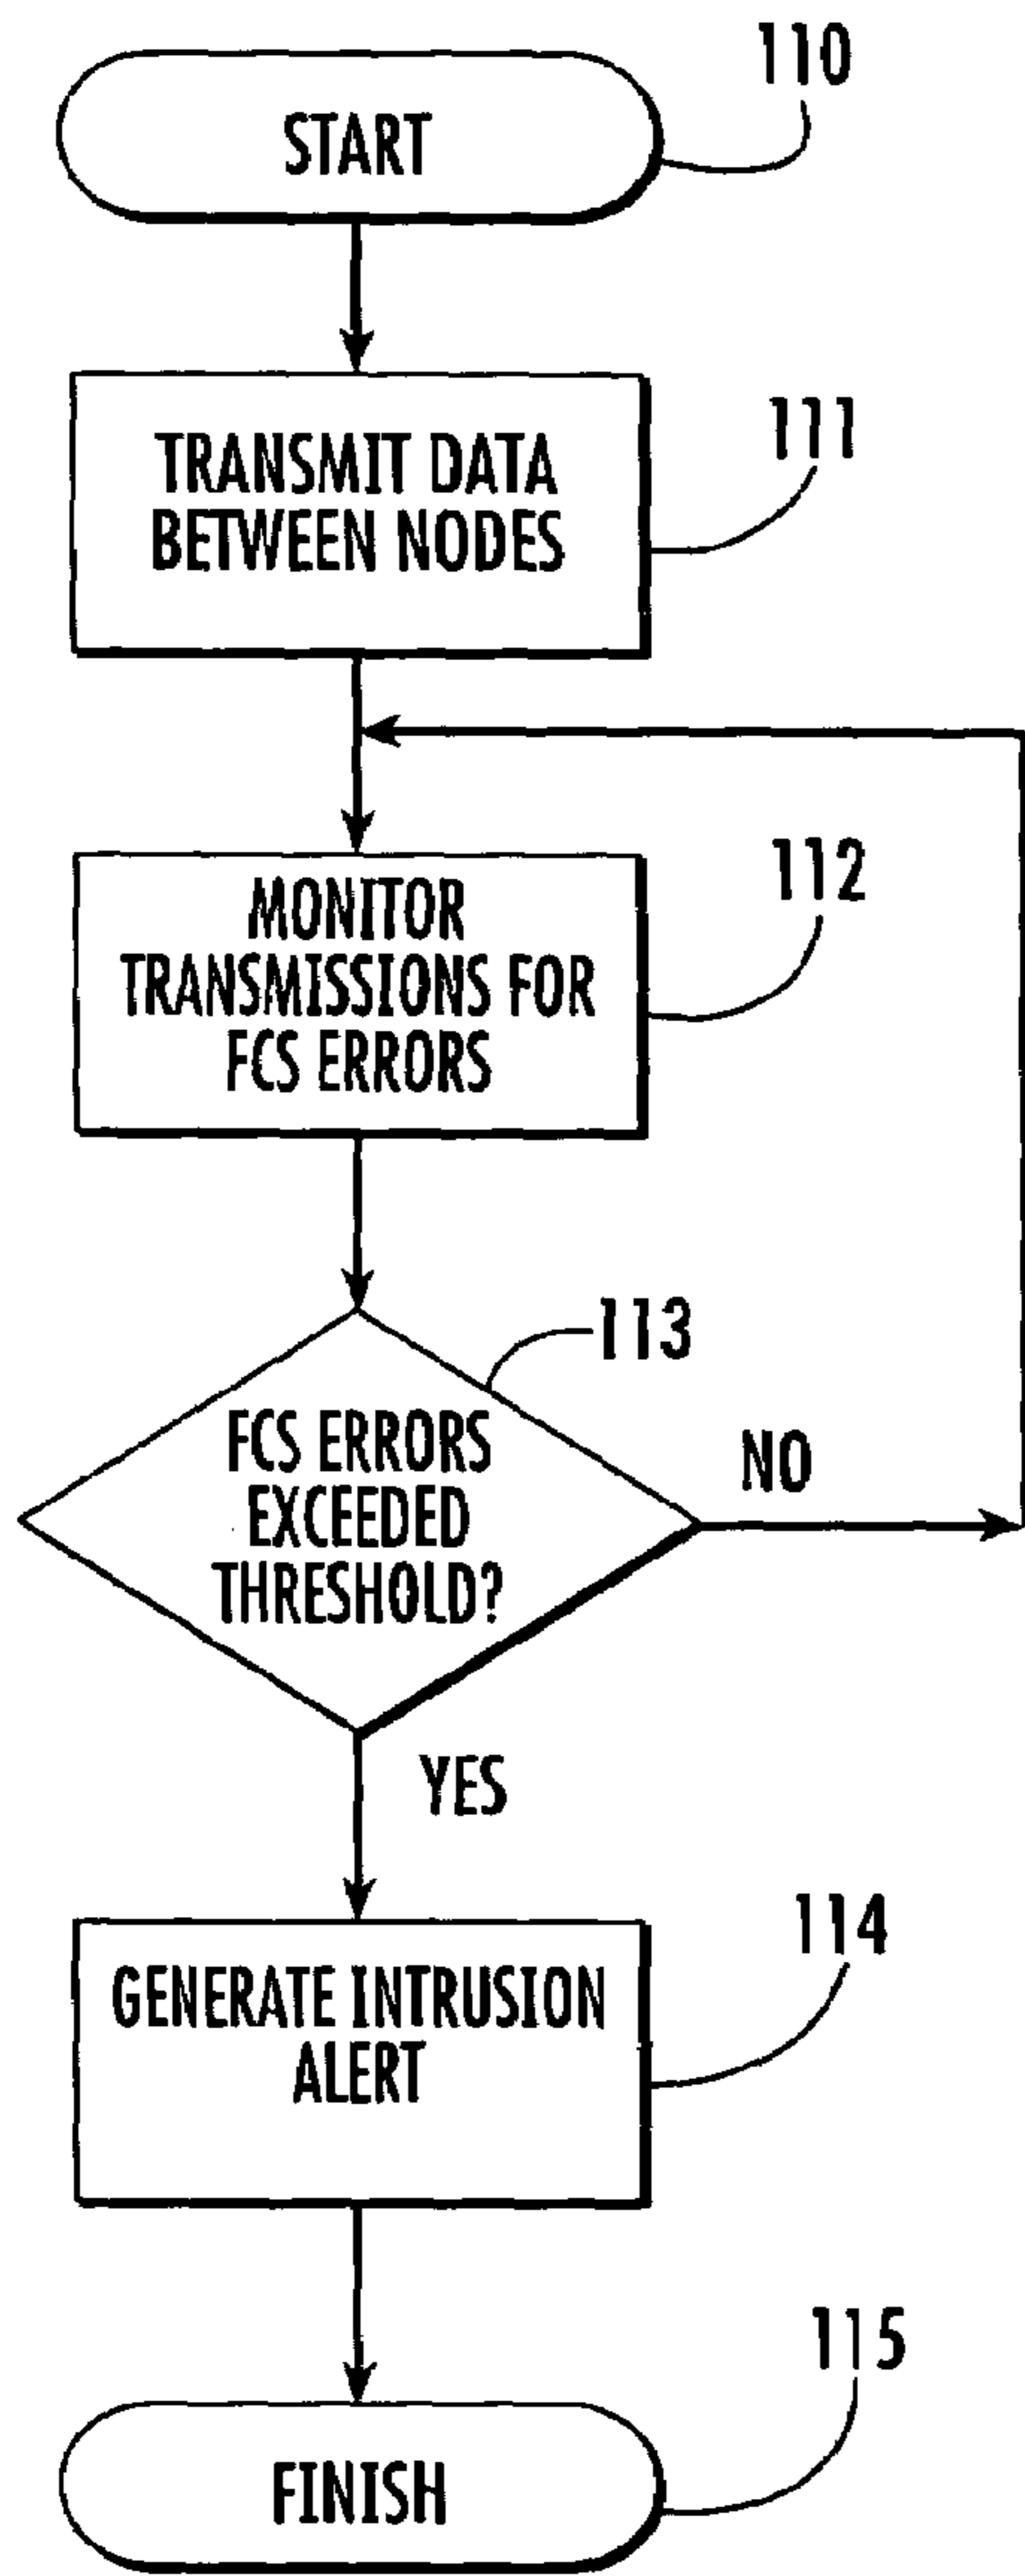 110
START
111
TRANSMIT DATA
BETWEEN NODES
112
MONITOR
TRANSMISSIONS FOR
FCS ERRORS
113
FCS ERRORS
EXCEEDED
THRESHOLD?
NO
YES
114
GENERATE INTRUSION
ALERT
115
FINISH